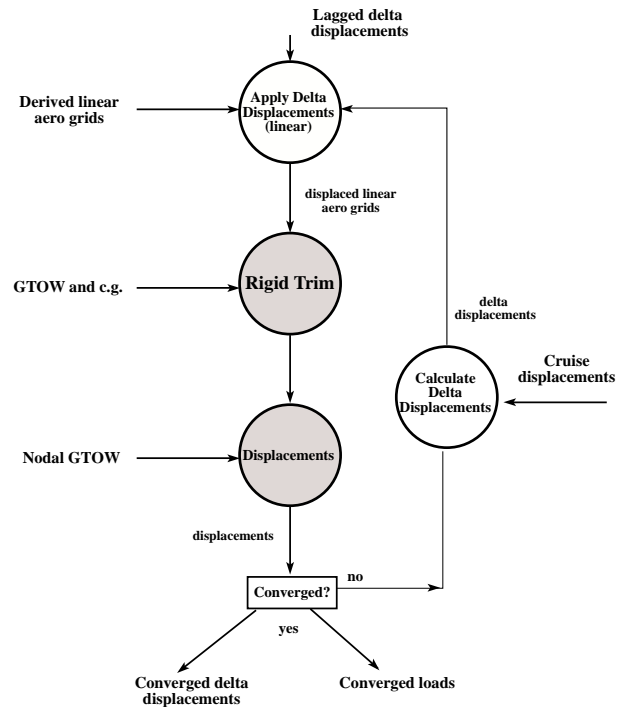 Lagged delta
displacements
Derived linear
aero grids
Apply Delta
Displacements
(linear)
displaced linear
aero grids
GTOW and c.g.
Rigid Trim
delta
displacements
Cruise
displacements
Calculate
Delta
Displacements
Nodal GTOW
Displacements
displacements
no
Converged?
yes
Converged delta
displacements
Converged loads